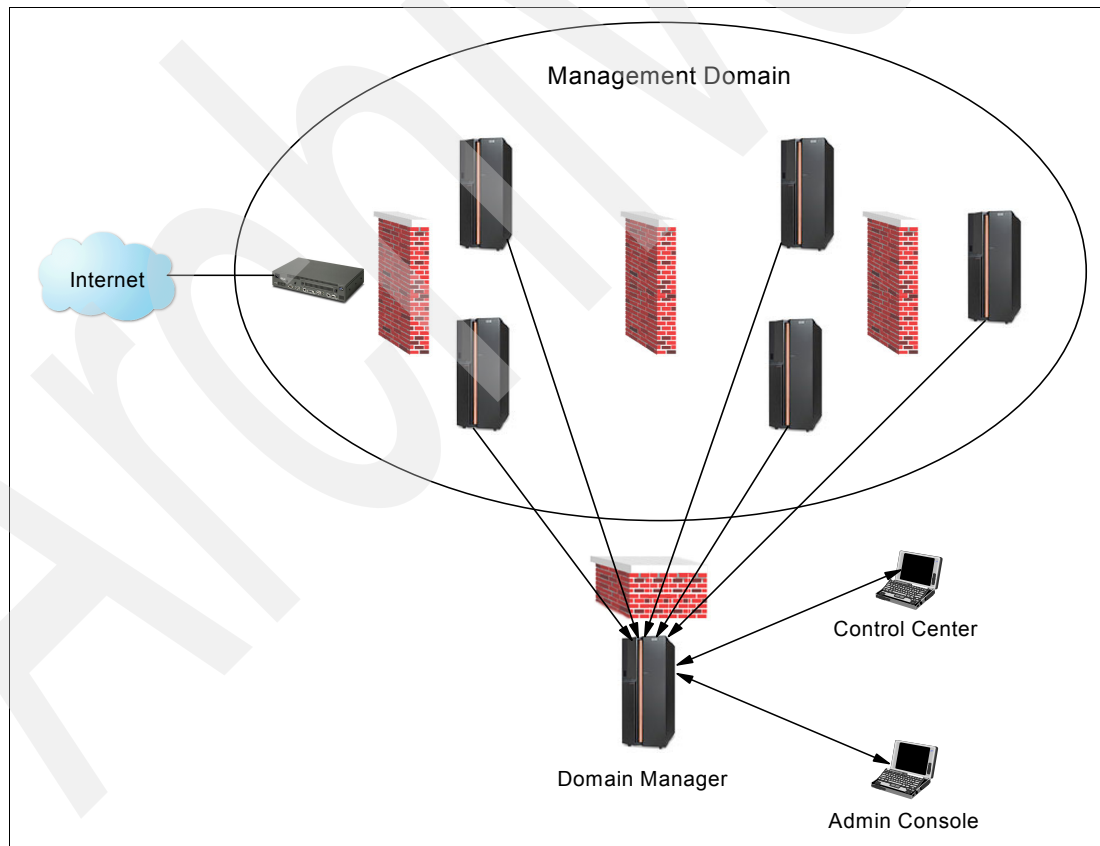 Management Domain
Internet
Control Center
Domain Manager
Admin Console